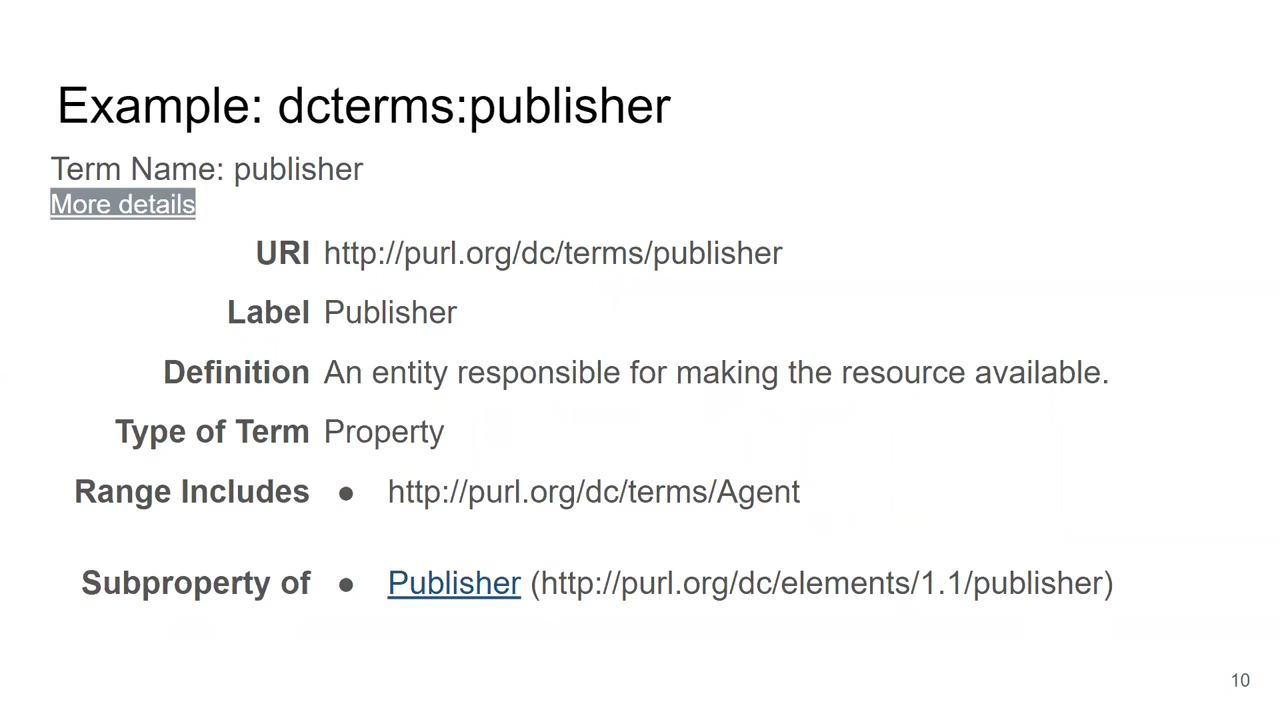 Example: dcterms:publisher
Term Name: publisher
More details
URI http://purl.org/dc/terms/publisher
Label Publisher
Definition An entity responsible for making the resource available.
Type of Term Property
Range Includes ● http://purl.org/dc/terms/Agent
Subproperty of ● Publisher (http://purl.org/dc/elements/1.1/publisher)
10